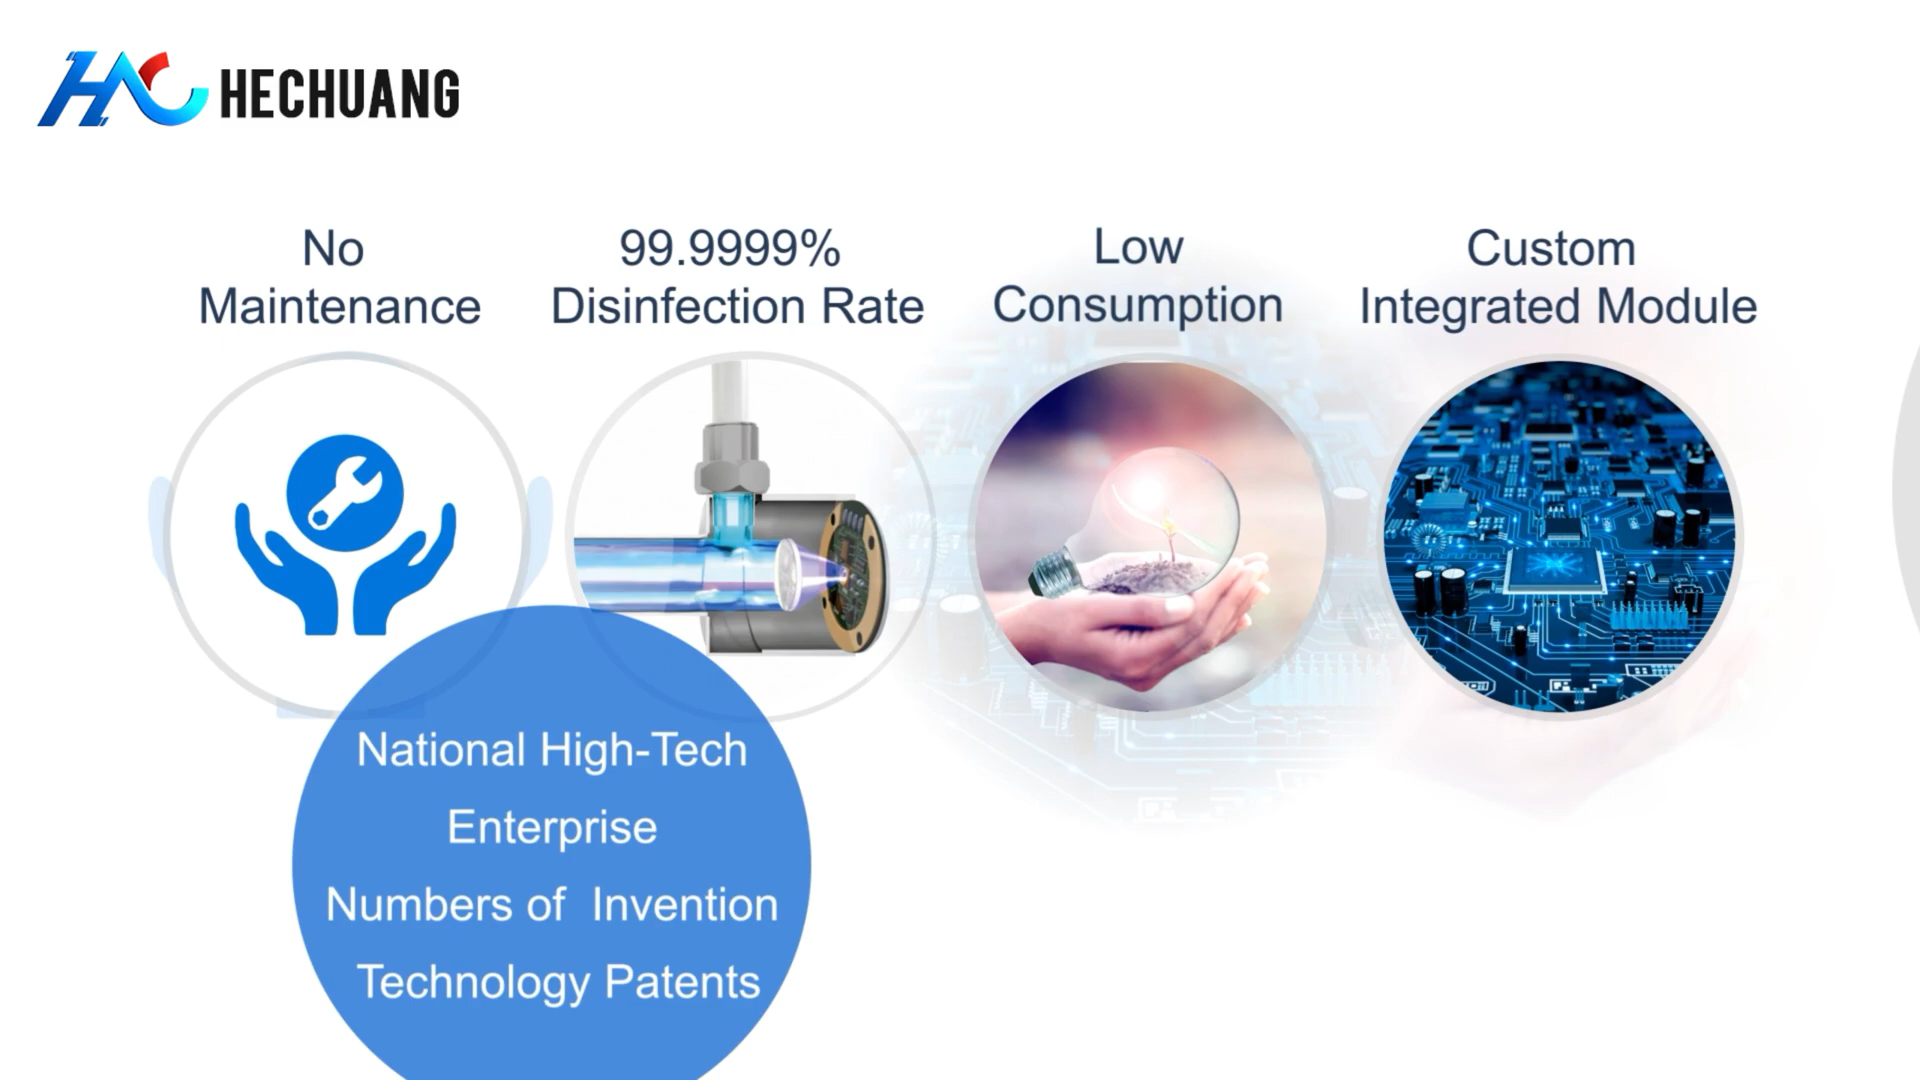 HECHUANG
No
Maintenance
99.9999%
Disinfection Rate
Low
Consumption
Custom
Integrated Module
National High-Tech
Enterprise
Numbers of  Invention
Technology Patents